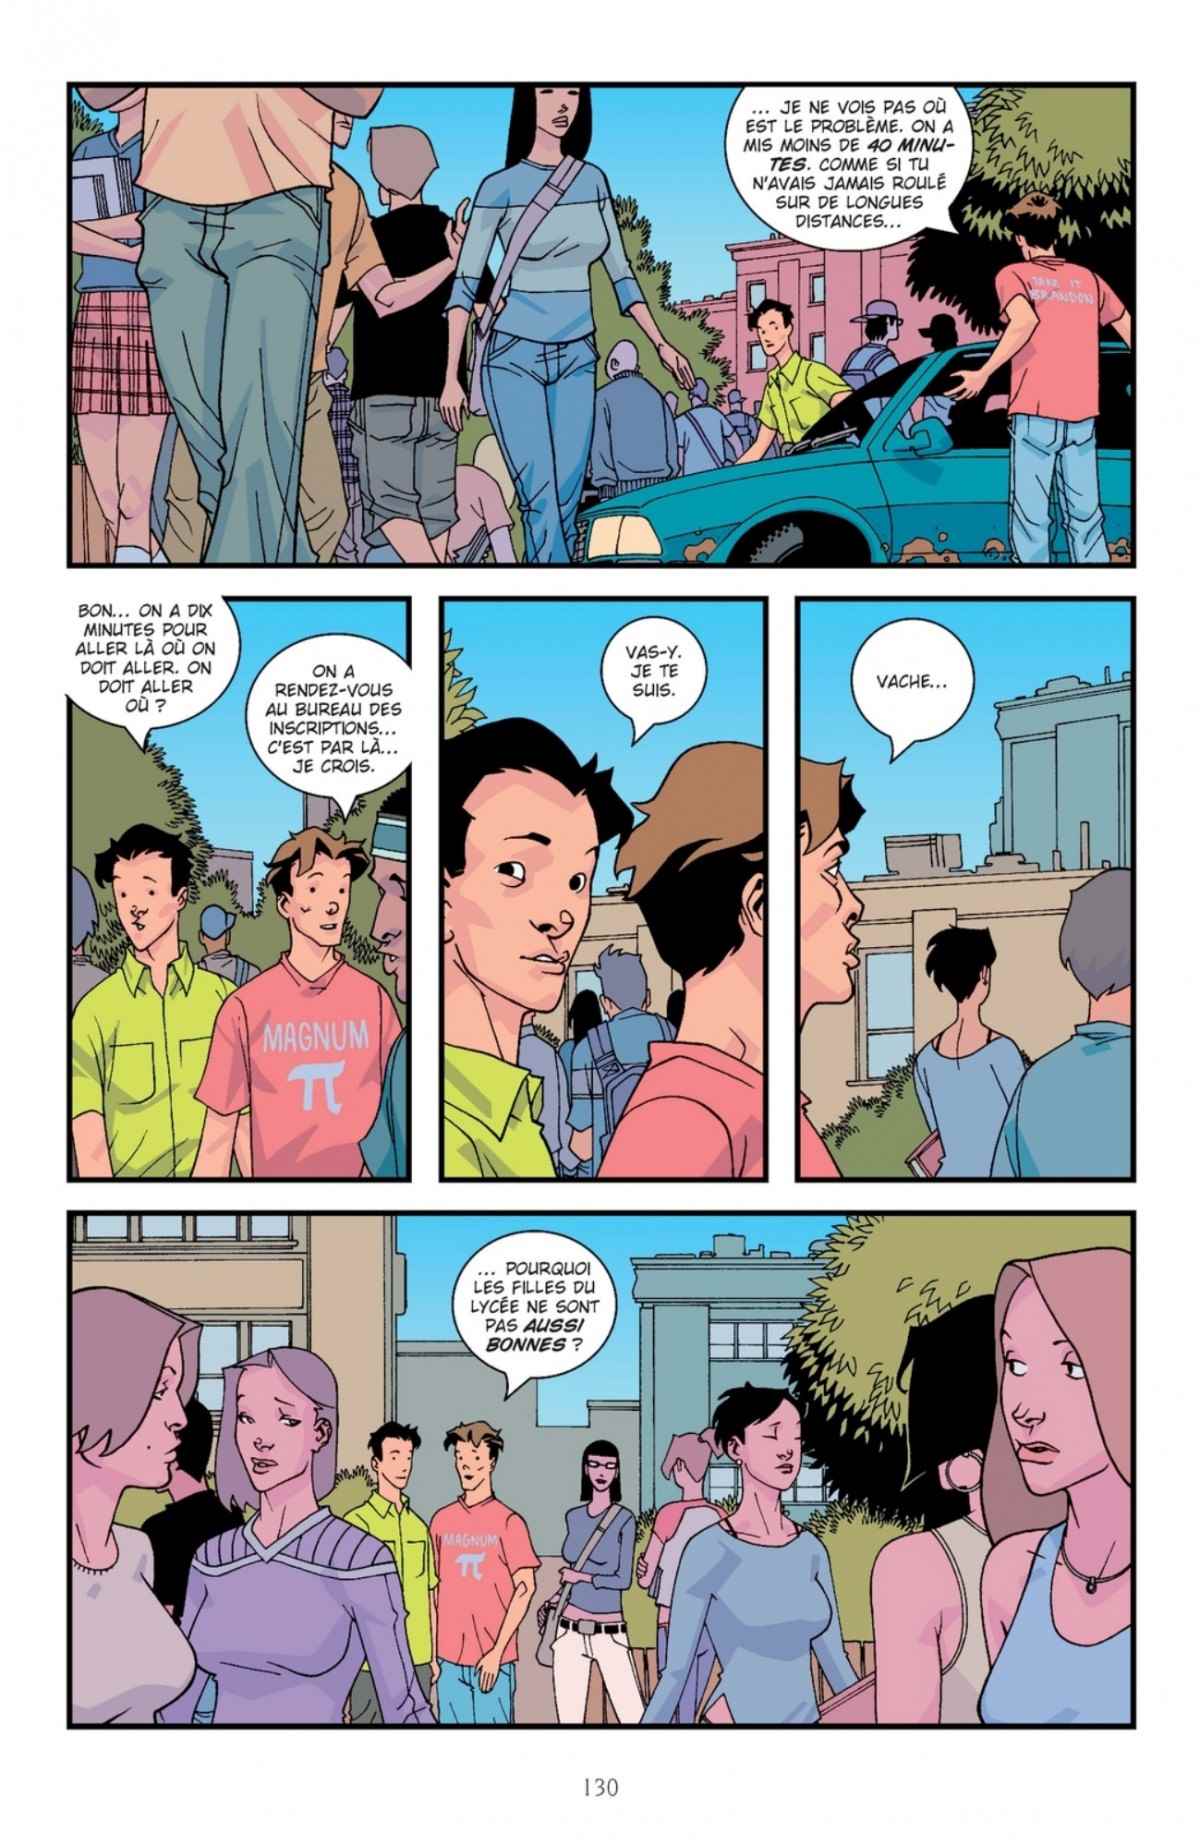 ... JE NE VOIS PAS OÙ
EST LE PROBLÈME. ON A
MIS MOINS DE 40 MINU-
TES. COMME SI TU
N'AVAIS JAMAIS ROULÉ
SUR DE LONGUES
DISTANCES...
TAKE IT
BRANDON
BON... ON A DIX
MINUTES POUR
ALLER LÀ OÙ ON
DOIT ALLER. ON
DOIT ALLER
OÙ ?
ON A
RENDEZ-VOUS
AU BUREAU DES
INSCRIPTIONS...
C'EST PAR LÀ...
JE CROIS.
MAGNUM
π
VAS-Y.
JE TE
SUIS.
VACHE...
... POURQUOI
LES FILLES DU
LYCÉE NE SONT
PAS AUSSI
BONNES ?
MAGNUM
π
130